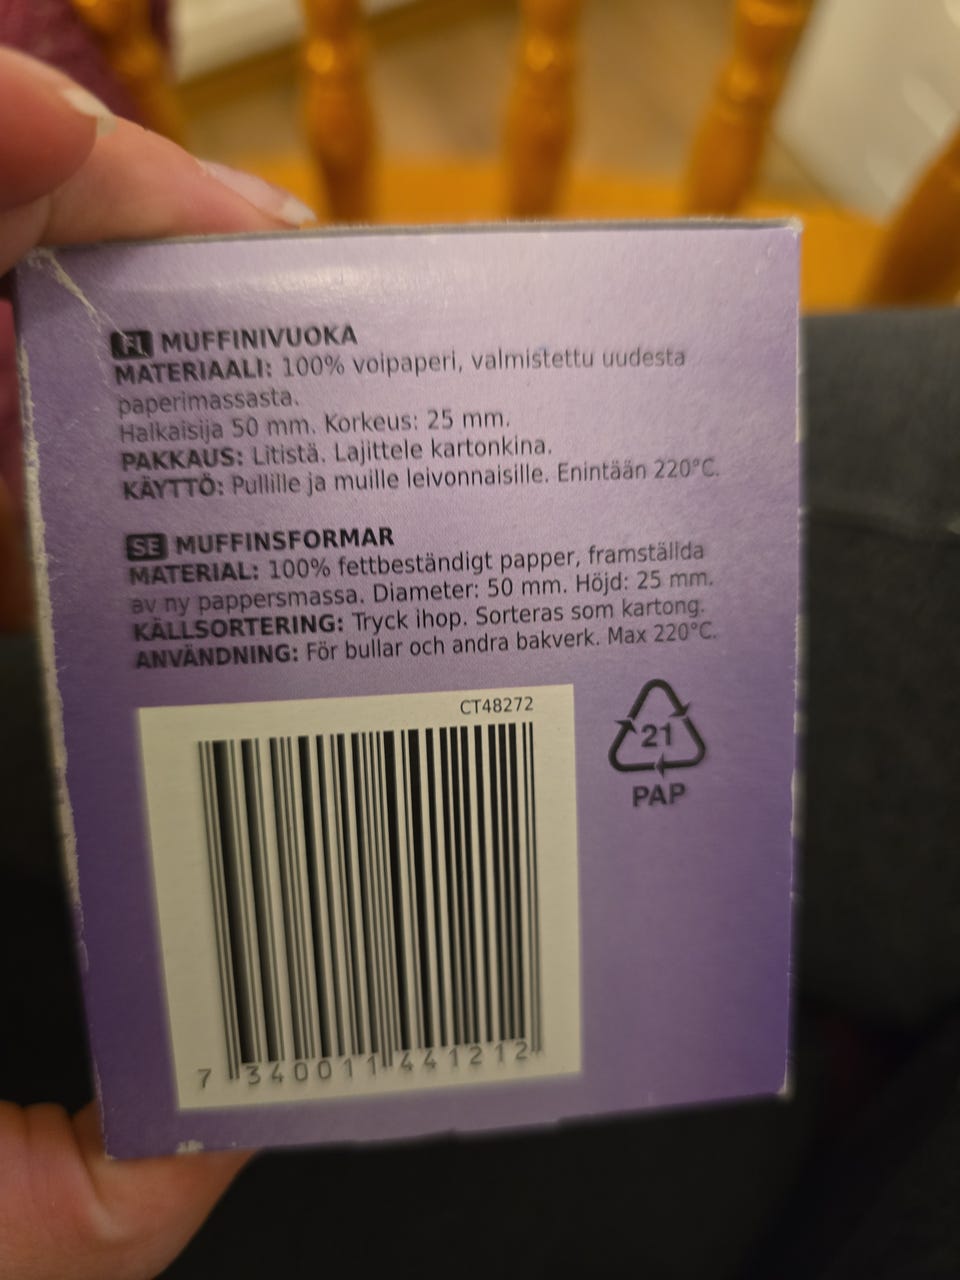 FI MUFFINIVUOKA
MATERIAALI: 100% voipaperi, valmistettu uudesta
paperimassasta.
Halkaisija 50 mm. Korkeus: 25 mm.
PAKKAUS: Litistä. Lajittele kartonkina.
KÄYTTÖ: Pullille ja muille leivonnaisille. Enintään 220°C.
SE MUFFINSFORMAR
MATERIAL: 100% fettbeständigt papper, framställda
av ny pappersmassa. Diameter: 50 mm. Höjd: 25 mm.
KÄLLSORTERING: Tryck ihop. Sorteras som kartong.
ANVÄNDNING: För bullar och andra bakverk. Max 220°C.
CT48272
21
PAP
7 340011 441212